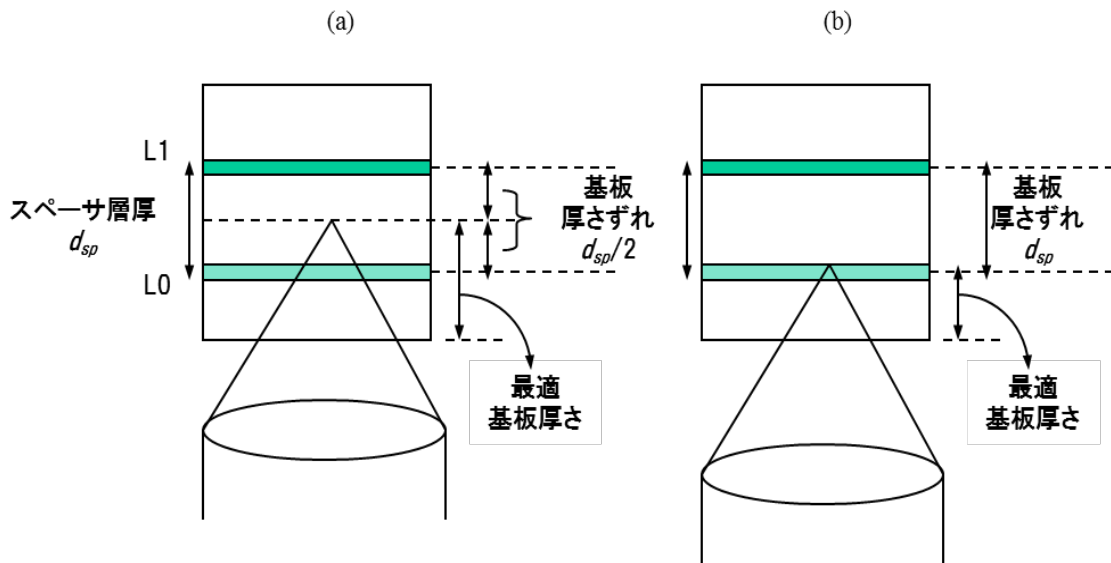 (a)
L1
スペーサ層厚
dsp
L0
基板
厚さずれ
dsp/2
最適
基板厚さ
(b)
基板
厚さずれ
dsp
最適
基板厚さ